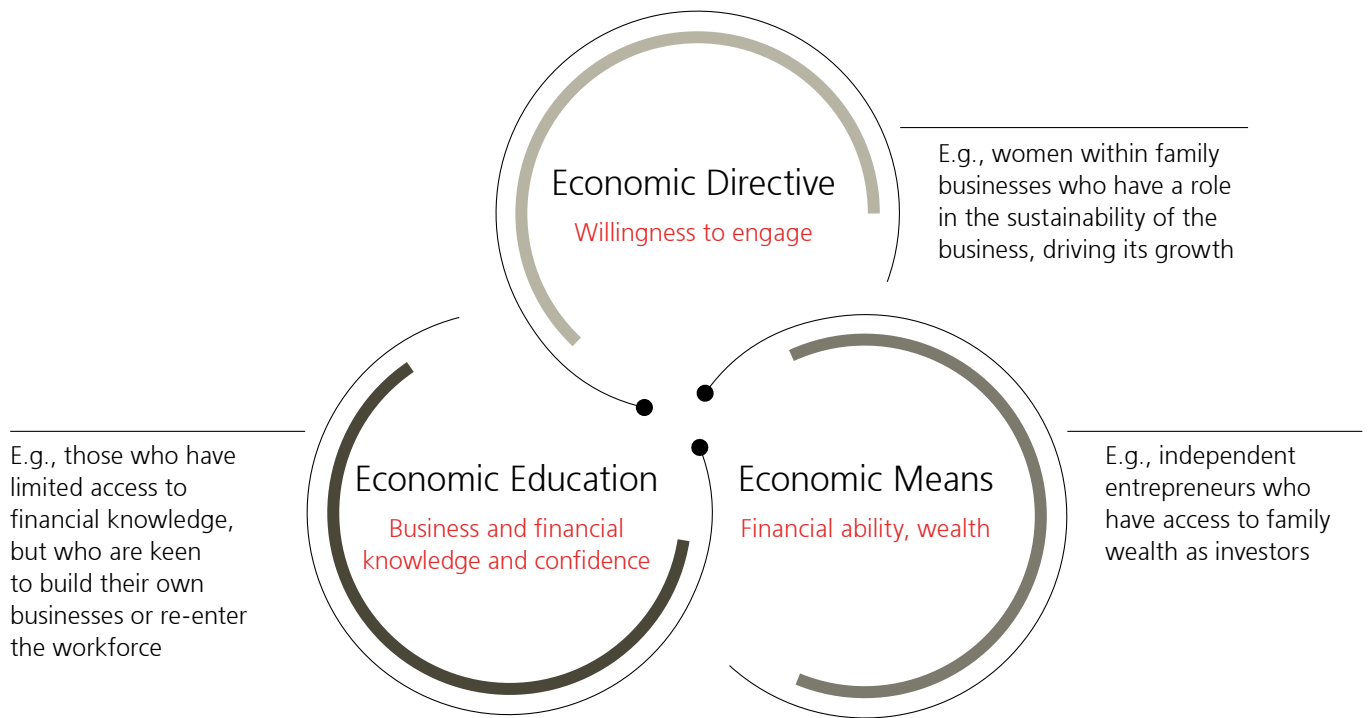 Economic Directive
Willingness to engage
E.g., women within family
businesses who have a role
in the sustainability of the
business, driving its growth
E.g., those who have
limited access to
financial knowledge,
but who are keen
to build their own
businesses or re-enter
the workforce
Economic Education
Business and financial
knowledge and confidence
Economic Means
Financial ability, wealth
E.g., independent
entrepreneurs who
have access to family
wealth as investors